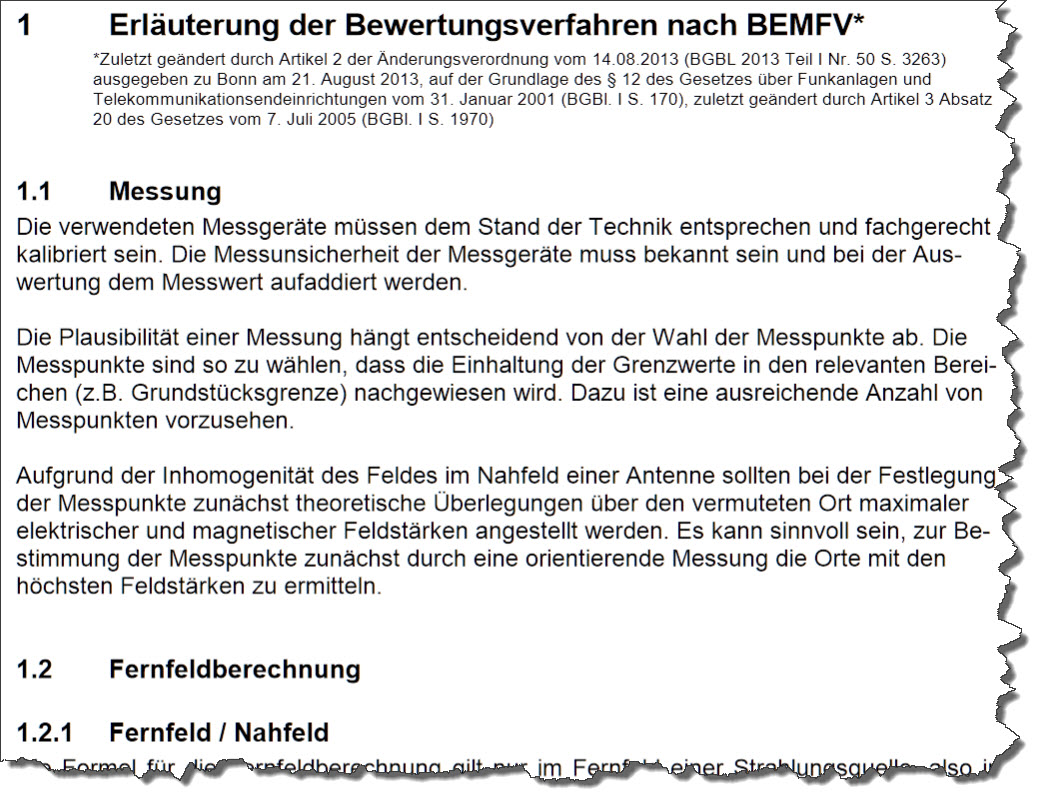 1 Erläuterung der Bewertungsverfahren nach BEMFV*
*Zuletzt geändert durch Artikel 2 der Änderungsverordnung vom 14.08.2013 (BGBL 2013 Teil I Nr. 50 S. 3263)
ausgegeben zu Bonn am 21. August 2013, auf der Grundlage des § 12 des Gesetzes über Funkanlagen und
Telekommunikationsendeinrichtungen vom 31. Januar 2001 (BGBl. I S. 170), zuletzt geändert durch Artikel 3 Absatz
20 des Gesetzes vom 7. Juli 2005 (BGBl. I S. 1970)
1.1 Messung
Die verwendeten Messgeräte müssen dem Stand der Technik entsprechen und fachgerecht
kalibriert sein. Die Messunsicherheit der Messgeräte muss bekannt sein und bei der Aus-
wertung dem Messwert aufaddiert werden.
Die Plausibilität einer Messung hängt entscheidend von der Wahl der Messpunkte ab. Die
Messpunkte sind so zu wählen, dass die Einhaltung der Grenzwerte in den relevanten Berei-
chen (z.B. Grundstücksgrenze) nachgewiesen wird. Dazu ist eine ausreichende Anzahl von
Messpunkten vorzusehen.
Aufgrund der Inhomogenität des Feldes im Nahfeld einer Antenne sollten bei der Festlegung
der Messpunkte zunächst theoretische Überlegungen über den vermuteten Ort maximaler
elektrischer und magnetischer Feldstärken angestellt werden. Es kann sinnvoll sein, zur Be-
stimmung der Messpunkte zunächst durch eine orientierende Messung die Orte mit den
höchsten Feldstärken zu ermitteln.
1.2 Fernfeldberechnung
1.2.1 Fernfeld / Nahfeld
Formel für die Fernfeldberechnung gilt nur im Fernfeld einer Strahlungsquelle, also